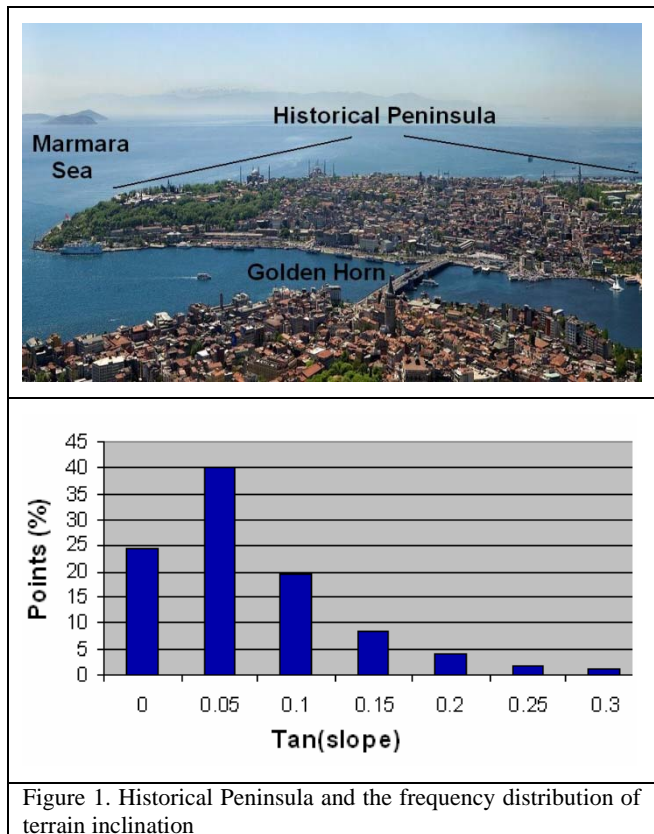 Historical Peninsula
Marmara
Sea
Golden Horn
45
40
35
30
25
20
15
10
5
0
Points (%)
0 0.05 0.1 0.15 0.2 0.25 0.3
Tan(slope)
Figure 1. Historical Peninsula and the frequency distribution of
terrain inclination